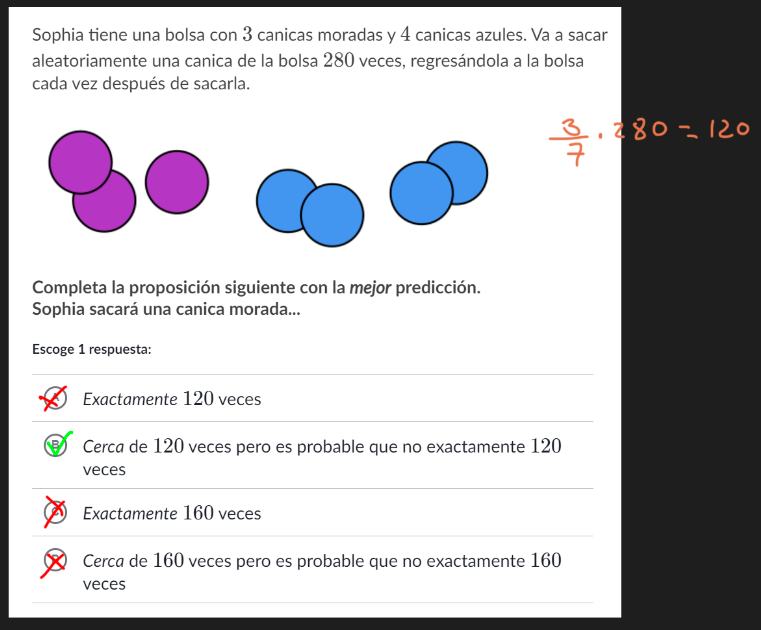 Sophia tiene una bolsa con 3 canicas moradas y 4 canicas azules. Va a sacar
aleatoriamente una canica de la bolsa 280 veces, regresándola a la bolsa
cada vez después de sacarla.
3/7 . 280 = 120
Completa la proposición siguiente con la mejor predicción.
Sophia sacará una canica morada...
Escoge 1 respuesta:
A Exactamente 120 veces
B Cerca de 120 veces pero es probable que no exactamente 120
veces
C Exactamente 160 veces
D Cerca de 160 veces pero es probable que no exactamente 160
veces